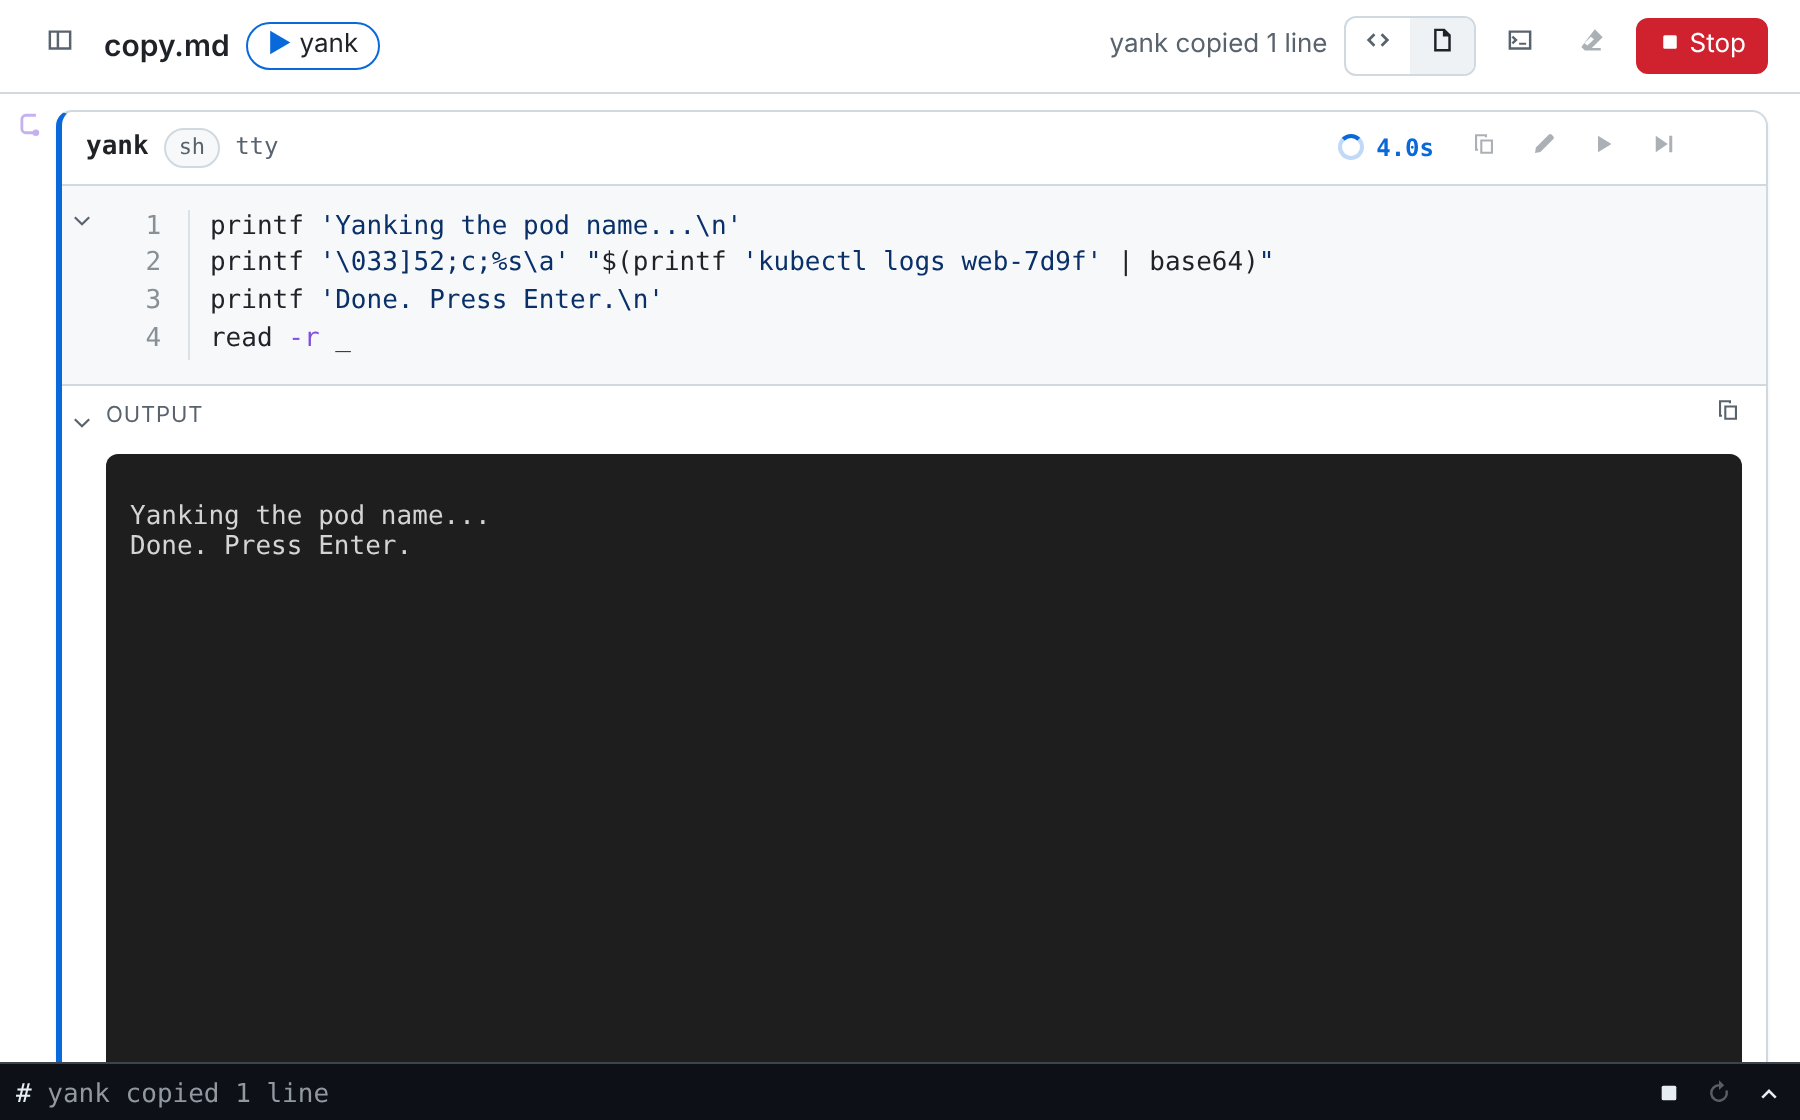 copy.md yank yank copied 1 line Stop
yank sh tty 4.0s
1 printf 'Yanking the pod name...\n'
2 printf '\033]52;c;%s\a' "$(printf 'kubectl logs web-7d9f' | base64)"
3 printf 'Done. Press Enter.\n'
4 read -r _
OUTPUT
Yanking the pod name...
Done. Press Enter.
# yank copied 1 line